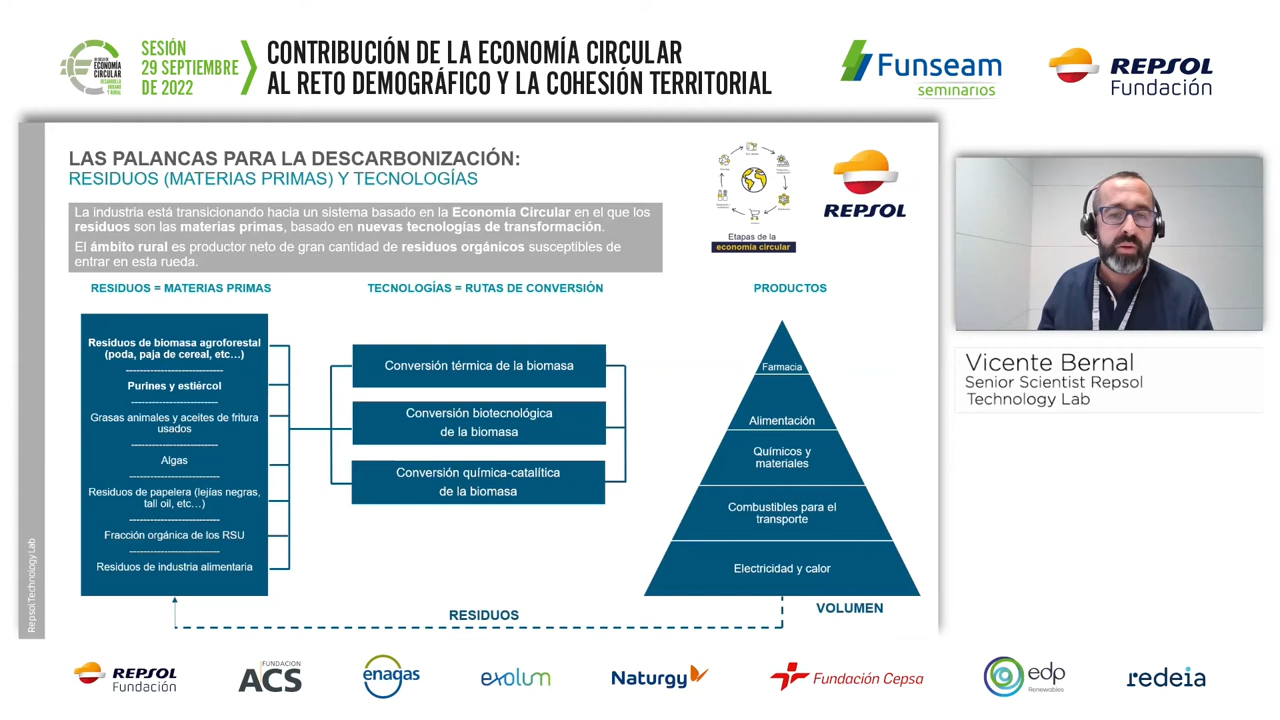 ECONOMÍA
CIRCULAR
SESIÓN
29 SEPTIEMBRE
DE 2022
CONTRIBUCIÓN DE LA ECONOMÍA CIRCULAR
AL RETO DEMOGRÁFICO Y LA COHESIÓN TERRITORIAL
Funseam
seminarios
REPSOL
Fundación
LAS PALANCAS PARA LA DESCARBONIZACIÓN:
RESIDUOS (MATERIAS PRIMAS) Y TECNOLOGÍAS
La industria está transicionando hacia un sistema basado en la Economía Circular en el que los
residuos son las materias primas, basado en nuevas tecnologías de transformación.
El ámbito rural es productor neto de gran cantidad de residuos orgánicos susceptibles de
entrar en esta rueda.
Etapas de la
economía circular
REPSOL
RESIDUOS = MATERIAS PRIMAS
TECNOLOGÍAS = RUTAS DE CONVERSIÓN
PRODUCTOS
Residuos de biomasa agroforestal
(poda, paja de cereal, etc…)
Purines y estiércol
Grasas animales y aceites de fritura
usados
Algas
Residuos de papelera (lejías negras,
tall oil, etc…)
Fracción orgánica de los RSU
Residuos de industria alimentaria
Conversión térmica de la biomasa
Conversión biotecnológica
de la biomasa
Conversión química-catalítica
de la biomasa
Farmacia
Alimentación
Químicos y
materiales
Combustibles para el
transporte
Electricidad y calor
VOLUMEN
RESIDUOS
Repsol Technology Lab
Vicente Bernal
Senior Scientist Repsol
Technology Lab
REPSOL
Fundación
FUNDACIÓN
ACS
enagas
exolum
Naturgy
Fundación Cepsa
edp
Renewables
redeia